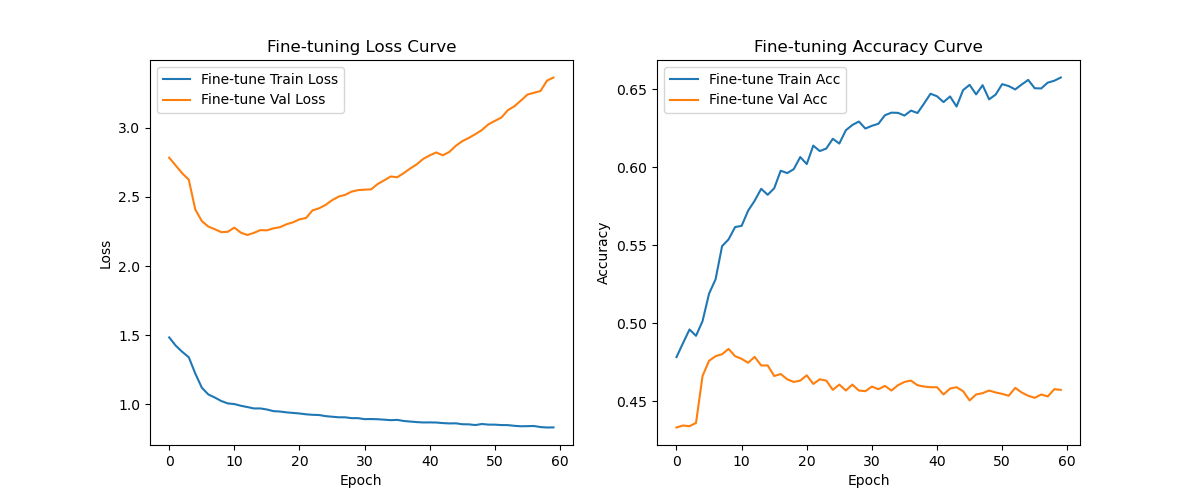 Fine-tuning Loss Curve
Fine-tune Train Loss
Fine-tune Val Loss
Loss
3.0
2.5
2.0
1.5
1.0
0 10 20 30 40 50 60
Epoch
Fine-tuning Accuracy Curve
Fine-tune Train Acc
Fine-tune Val Acc
Accuracy
0.65
0.60
0.55
0.50
0.45
0 10 20 30 40 50 60
Epoch